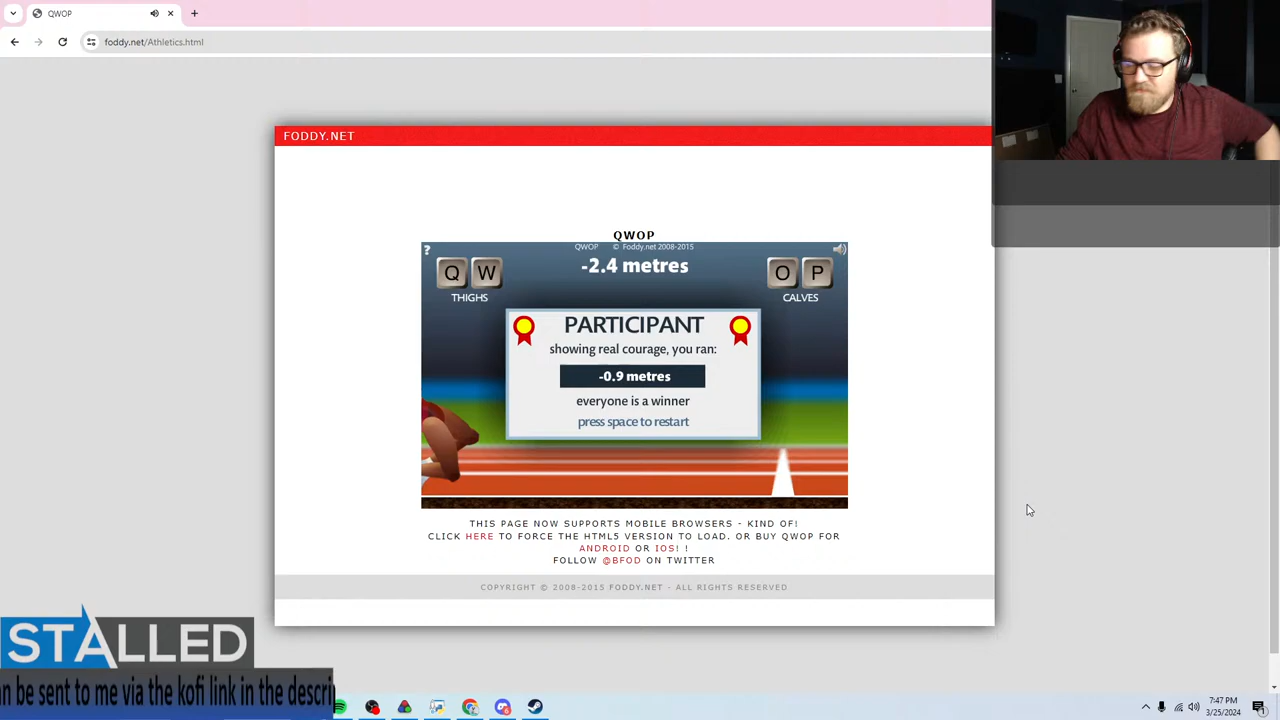 QWOP
foddy.net/Athletics.html
FODDY.NET
QWOP
QWOP © Foddy.net 2008-2015
?
-2.4 metres
Q W
THIGHS
O P
CALVES
PARTICIPANT
showing real courage, you ran:
-0.9 metres
everyone is a winner
press space to restart
THIS PAGE NOW SUPPORTS MOBILE BROWSERS - KIND OF!
CLICK HERE TO FORCE THE HTML5 VERSION TO LOAD. OR BUY QWOP FOR
ANDROID OR IOS! !
FOLLOW @BFOD ON TWITTER
COPYRIGHT © 2008-2015 FODDY.NET - ALL RIGHTS RESERVED
STALLED
be sent to me via the kofi link in the descri
7:47 PM
3/25/2024